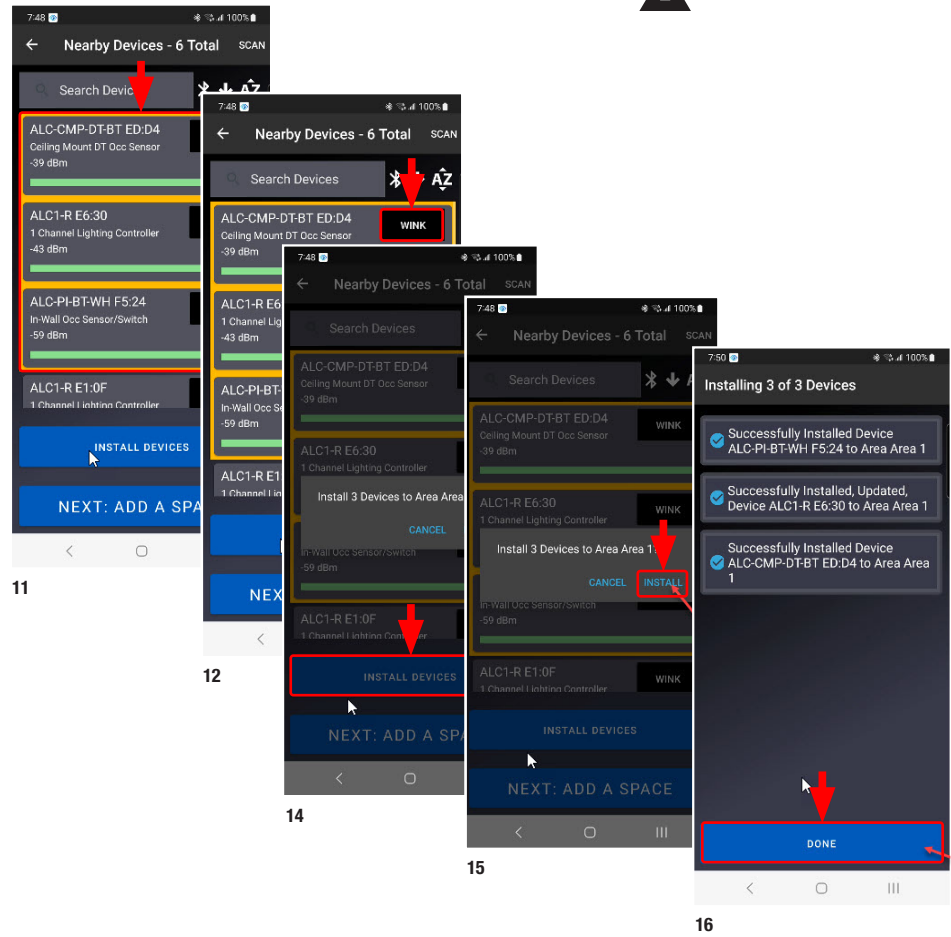 7:48 100%
Nearby Devices - 6 Total SCAN
Search Devic AZ
ALC-CMP-DT-BT ED:D4
Ceiling Mount DT Occ Sensor
-39 dBm
ALC1-R E6:30
1 Channel Lighting Controller
-43 dBm
ALC-PI-BT-WH F5:24
In-Wall Occ Sensor/Switch
-59 dBm
ALC1-R E1:0F
1 Channel Lighting Controller
INSTALL DEVICES
NEXT: ADD A SPA
11
7:48 100%
Nearby Devices - 6 Total SCAN
Search Devices AZ
ALC-CMP-DT-BT ED:D4 WINK
Ceiling Mount DT Occ Sensor
-39 dBm
ALC1-R E6
1 Channel Lig
-43 dBm
ALC-PI-BT-
In-Wall Occ Se
-59 dBm
ALC1-R E1
1 Channel Lig
NEX
12
7:48 100%
Nearby Devices - 6 Total SCAN
Search Devices
ALC-CMP-DT-BT ED:D4
Ceiling Mount DT Occ Sensor
-39 dBm
ALC1-R E6:30
1 Channel Lighting Controller
Install 3 Devices to Area Area
CANCEL
In-Wall Occ Sensor/Switch
-59 dBm
ALC1-R E1:0F
1 Channel Lighting Controller
INSTALL DEVICES
NEXT: ADD A SPA
14
7:48 100%
Nearby Devices - 6 Total SCAN
Search Devices A
ALC-CMP-DT-BT ED:D4 WINK
Ceiling Mount DT Occ Sensor
-39 dBm
ALC1-R E6:30 WINK
1 Channel Lighting Controller
Install 3 Devices to Area Area 1?
CANCEL INSTALL
In-Wall Occ Sensor/Switch
-59 dBm
ALC1-R E1:0F WINK
1 Channel Lighting Controller
INSTALL DEVICES
NEXT: ADD A SPACE
15
7:50 100%
Installing 3 of 3 Devices
Successfully Installed Device
ALC-PI-BT-WH F5:24 to Area Area 1
Successfully Installed, Updated,
Device ALC1-R E6:30 to Area Area 1
Successfully Installed Device
ALC-CMP-DT-BT ED:D4 to Area Area
1
DONE
16